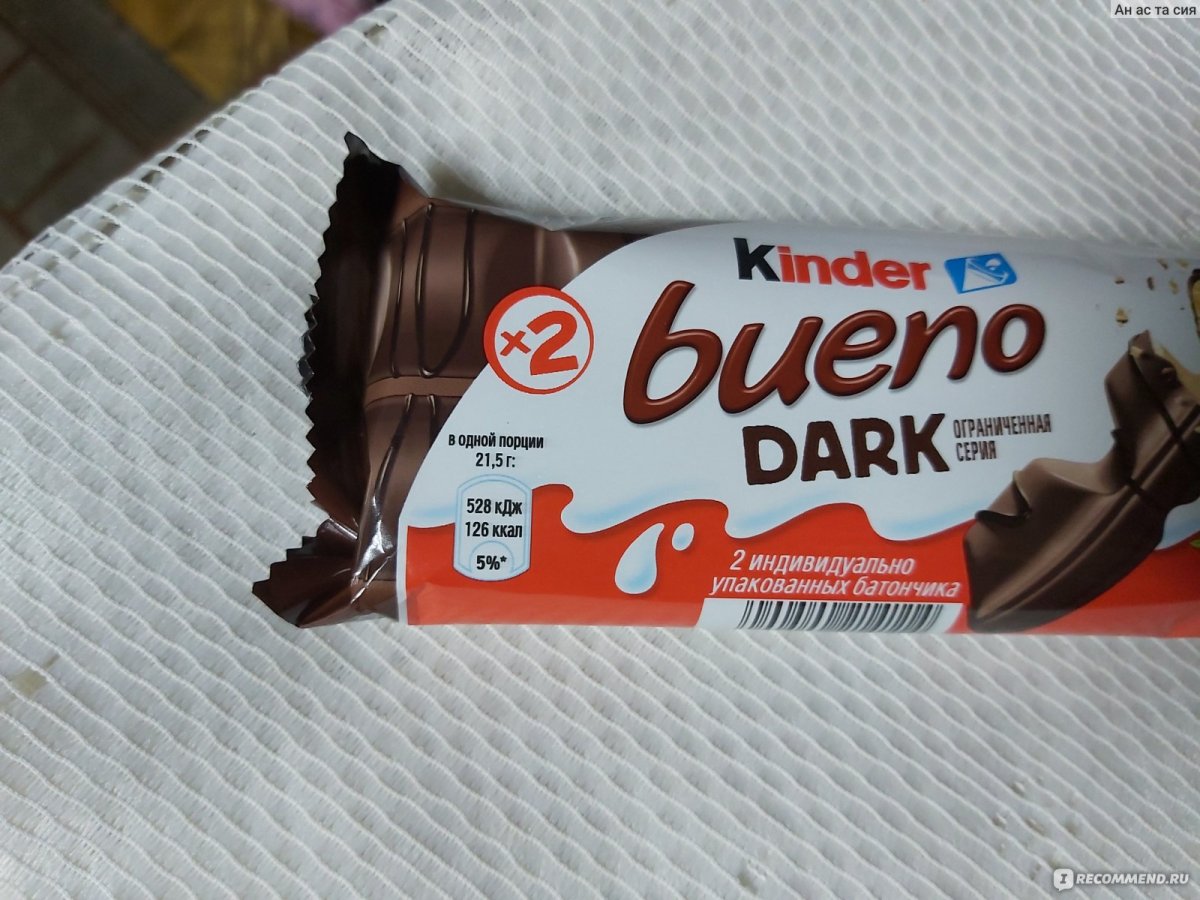 Ан ас та сия
Kinder
bueno
DARK
ОГРАНИЧЕННАЯ
СЕРИЯ
×2
в одной порции
21,5 г:
528 кДж
126 ккал
5%*
2 индивидуально
упакованных батончика
IRECOMMEND.RU